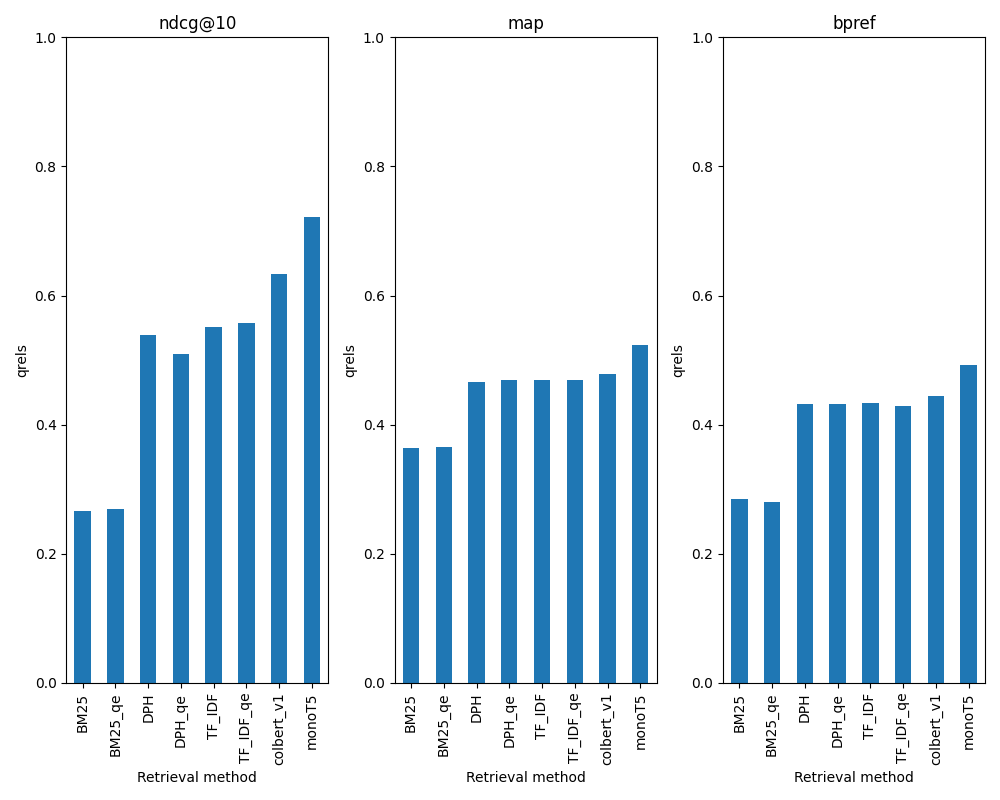 ndcg@10
1.0
0.8
0.6
0.4
0.2
0.0
qrels
BM25
BM25_qe
DPH
DPH_qe
TF_IDF
TF_IDF_qe
colbert_v1
monoT5
Retrieval method
map
1.0
0.8
0.6
0.4
0.2
0.0
qrels
BM25
BM25_qe
DPH
DPH_qe
TF_IDF
TF_IDF_qe
colbert_v1
monoT5
Retrieval method
bpref
1.0
0.8
0.6
0.4
0.2
0.0
qrels
BM25
BM25_qe
DPH
DPH_qe
TF_IDF
TF_IDF_qe
colbert_v1
monoT5
Retrieval method